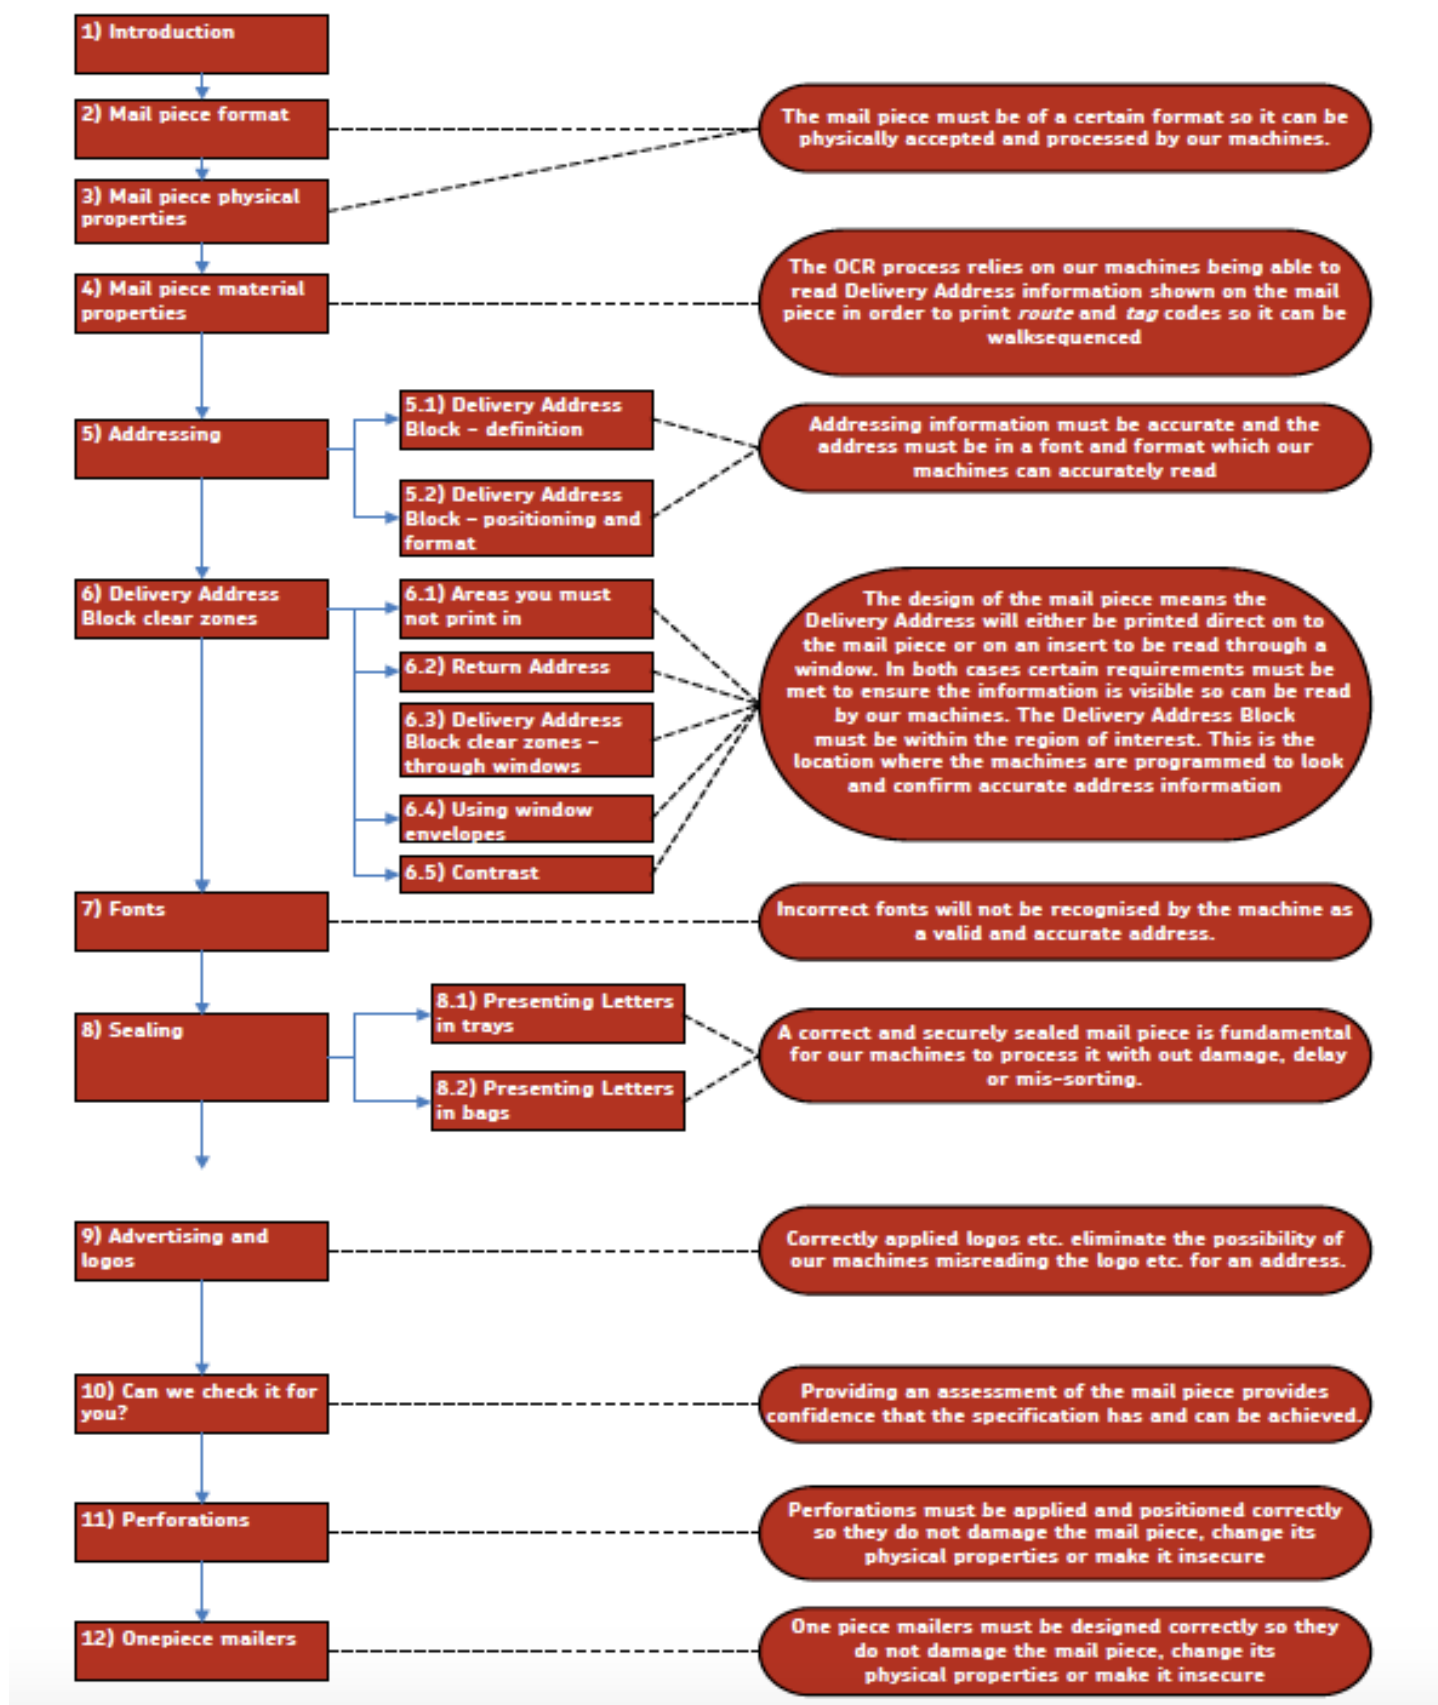 1) Introduction
2) Mail piece format
The mail piece must be of a certain format so it can be
physically accepted and processed by our machines.
3) Mail piece physical
properties
4) Mail piece material
properties
The OCR process relies on our machines being able to
read Delivery Address information shown on the mail
piece in order to print route and tag codes so it can be
walksequenced
5) Addressing
5.1) Delivery Address
Block – definition
5.2) Delivery Address
Block – positioning and
format
Addressing information must be accurate and the
address must be in a font and format which our
machines can accurately read
6) Delivery Address
Block clear zones
6.1) Areas you must
not print in
6.2) Return Address
6.3) Delivery Address
Block clear zones –
through windows
6.4) Using window
envelopes
6.5) Contrast
The design of the mail piece means the
Delivery Address will either be printed direct on to
the mail piece or on an insert to be read through a
window. In both cases certain requirements must be
met to ensure the information is visible so can be read
by our machines. The Delivery Address Block
must be within the region of interest. This is the
location where the machines are programmed to look
and confirm accurate address information
7) Fonts
Incorrect fonts will not be recognised by the machine as
a valid and accurate address.
8) Sealing
8.1) Presenting Letters
in trays
8.2) Presenting Letters
in bags
A correct and securely sealed mail piece is fundamental
for our machines to process it with out damage, delay
or mis-sorting.
9) Advertising and
logos
Correctly applied logos etc. eliminate the possibility of
our machines misreading the logo etc. for an address.
10) Can we check it for
you?
Providing an assessment of the mail piece provides
confidence that the specification has and can be achieved.
11) Perforations
Perforations must be applied and positioned correctly
so they do not damage the mail piece, change its
physical properties or make it insecure
12) Onepiece mailers
One piece mailers must be designed correctly so they
do not damage the mail piece, change its
physical properties or make it insecure